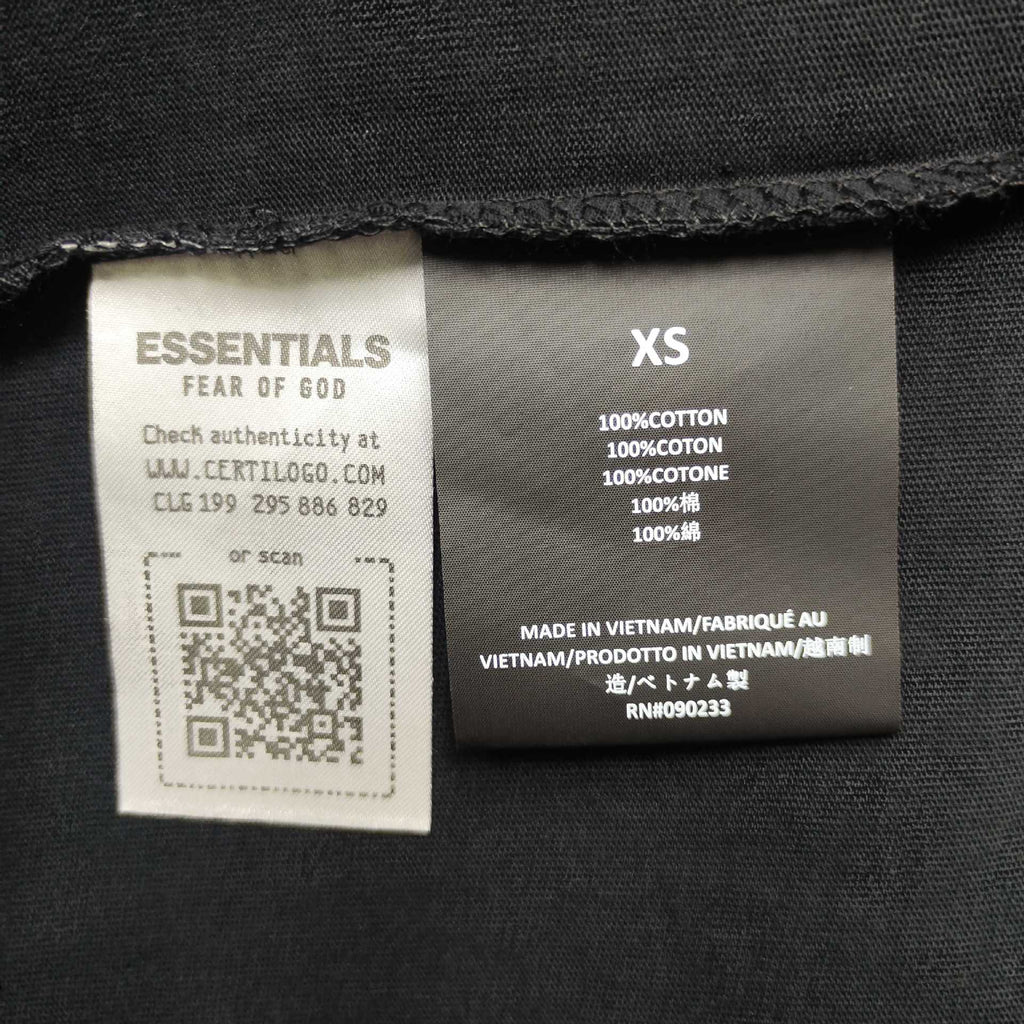 ESSENTIALS
FEAR OF GOD
Check authenticity at
WWW.CERTILOGO.COM
CLG 199 295 886 829
or scan
XS
100%COTTON
100%COTON
100%COTONE
100%棉
100%綿
MADE IN VIETNAM/FABRIQUÉ AU
VIETNAM/PRODOTTO IN VIETNAM/越南制
造/ベトナム製
RN#090233